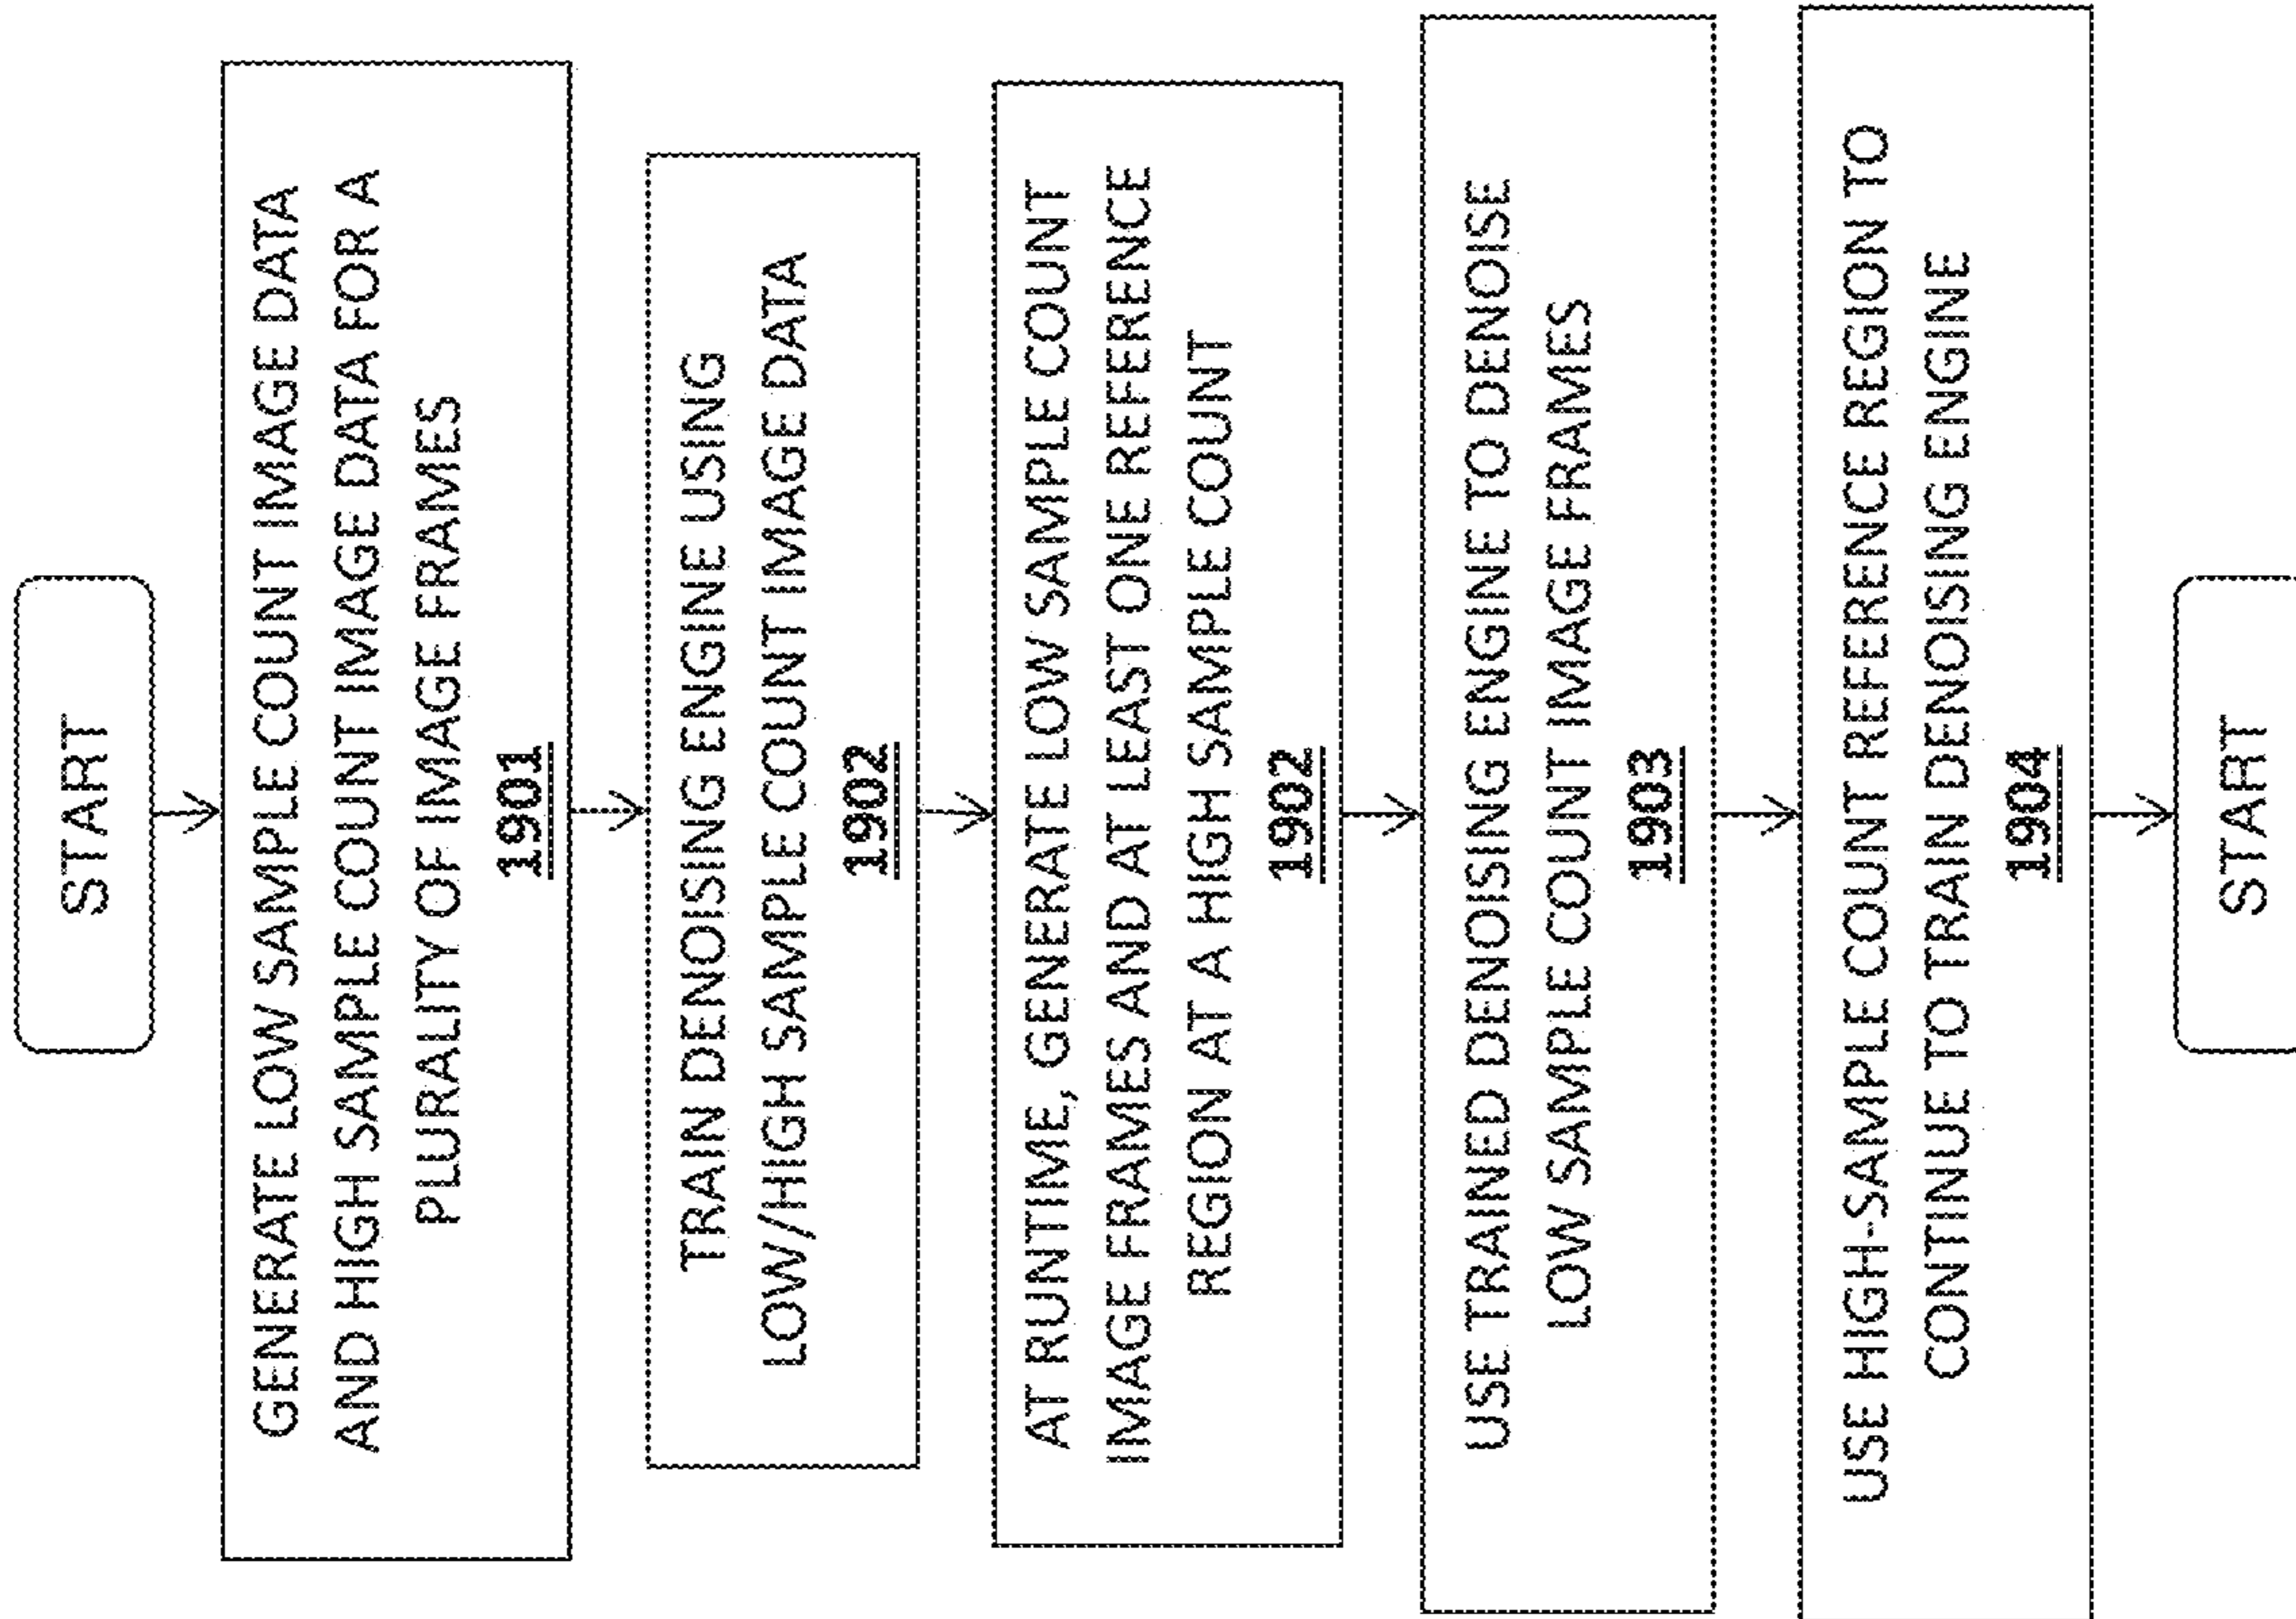 START
GENERATE LOW SAMPLE COUNT IMAGE DATA
AND HIGH SAMPLE COUNT IMAGE DATA FOR A
PLURALITY OF IMAGE FRAMES
1901
TRAIN DENOISING ENGINE USING
LOW/HIGH SAMPLE COUNT IMAGE DATA
1902
AT RUNTIME, GENERATE LOW SAMPLE COUNT
IMAGE FRAMES AND AT LEAST ONE REFERENCE
REGION AT A HIGH SAMPLE COUNT
1902
USE TRAINED DENOISING ENGINE TO DENOISE
LOW SAMPLE COUNT IMAGE FRAMES
1903
USE HIGH-SAMPLE COUNT REFERENCE REGION TO
CONTINUE TO TRAIN DENOISING ENGINE
1904
START